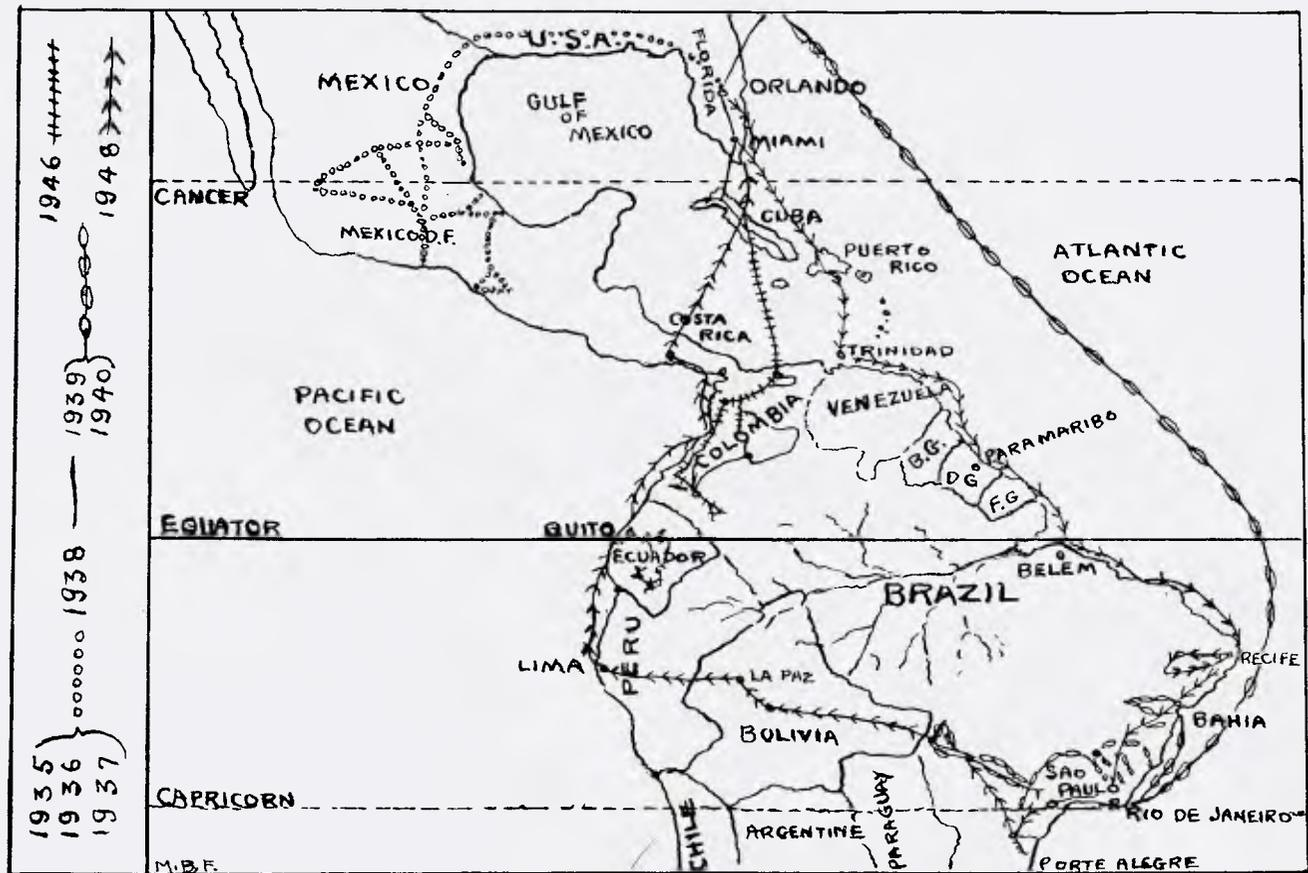 1946
1948
1939
1940
1938
1935
1936
1937
U.S.A.
MEXICO
FLORIDA
ORLANDO
GULF
OF
MEXICO
MIAMI
CANCER
CUBA
MEXICO D.F.
PUERTO
RICO
ATLANTIC
OCEAN
COSTA
RICA
TRINIDAD
PACIFIC
OCEAN
VENEZUELA
COLOMBIA
PARAMARIBO
B.G.
D G
F.G
EQUATOR
QUITO
ECUADOR
BELEM
BRAZIL
PERU
LIMA
LA PAZ
RECIFE
BAHIA
BOLIVIA
SAO
PAULO
CAPRICORN
RIO DE JANEIRO
CHILE
ARGENTINE
PARAGUAY
M.B.F.
PORTE ALEGRE